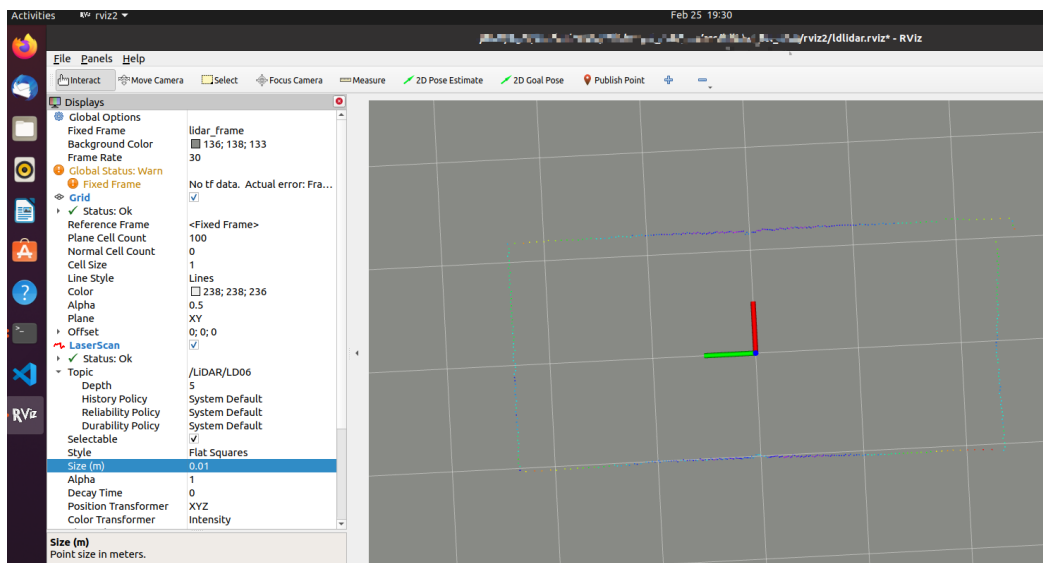 Activities RViz rviz2 Feb 25 19:30
/rviz2/ldlidar.rviz* - RViz
File Panels Help
Interact Move Camera Select Focus Camera Measure 2D Pose Estimate 2D Goal Pose Publish Point
Displays
Global Options
Fixed Frame lidar_frame
Background Color 136; 138; 133
Frame Rate 30
Global Status: Warn
Fixed Frame No tf data. Actual error: Fra...
Grid
Status: Ok
Reference Frame <Fixed Frame>
Plane Cell Count 100
Normal Cell Count 0
Cell Size 1
Line Style Lines
Color 238; 238; 236
Alpha 0.5
Plane XY
Offset 0; 0; 0
LaserScan
Status: Ok
Topic /LiDAR/LD06
Depth 5
History Policy System Default
Reliability Policy System Default
Durability Policy System Default
Selectable
Style Flat Squares
Size (m) 0.01
Alpha 1
Decay Time 0
Position Transformer XYZ
Color Transformer Intensity
Size (m)
Point size in meters.
RViz